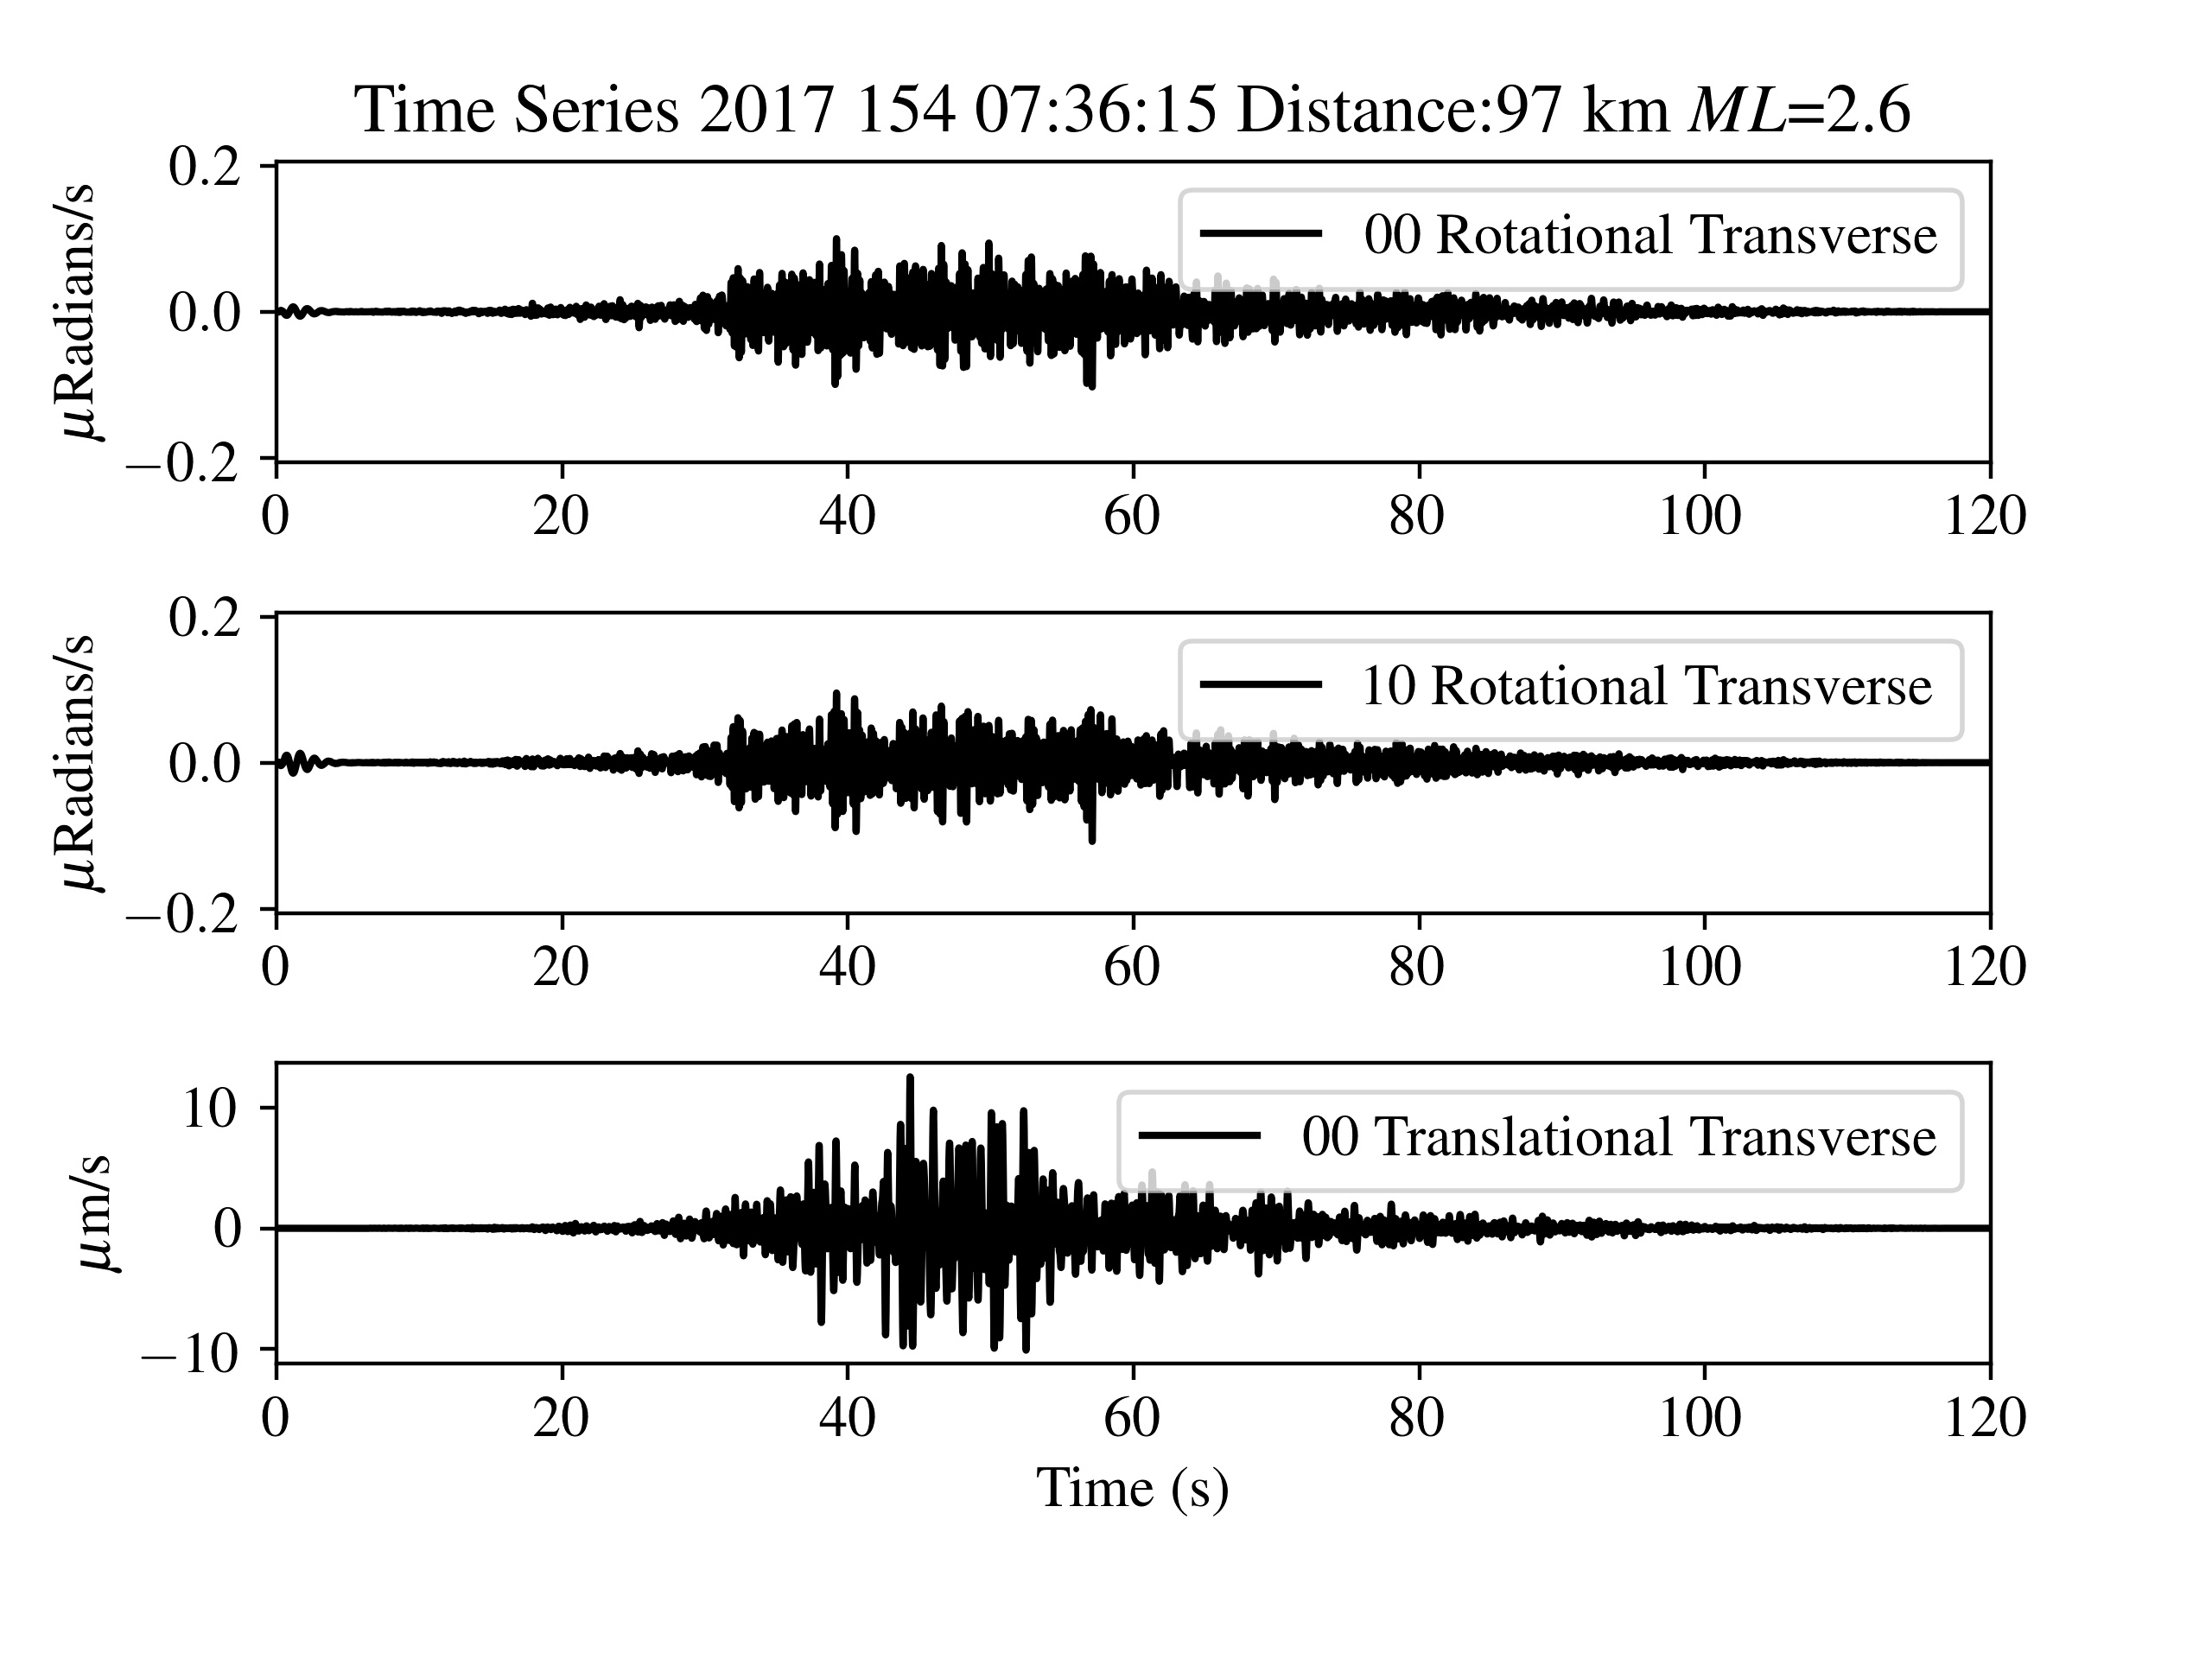 Time Series 2017 154 07:36:15 Distance:97 km ML=2.6
0.2
0.0
−0.2
μRadians/s
00 Rotational Transverse
0 20 40 60 80 100 120
0.2
0.0
−0.2
μRadians/s
10 Rotational Transverse
0 20 40 60 80 100 120
10
0
−10
μm/s
00 Translational Transverse
0 20 40 60 80 100 120
Time (s)